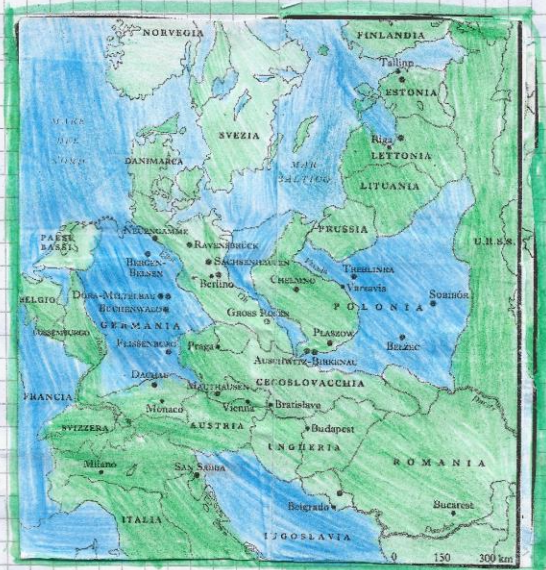 NORVEGIA
FINLANDIA
Tallinn
ESTONIA
MARE
DEL
NORD
SVEZIA
Riga
LETTONIA
DANIMARCA
MAR
BALTICO
LITUANIA
PRUSSIA
U.R.S.S.
PAESI
BASSI
NEUENGAMME
RAVENSBRÜCK
BERGEN-
BELSEN
Elba
SACHSENHAUSEN
Berlino
TREBLINKA
Varsavia
CHELMNO
SOBIBÓR
POLONIA
BELGIO
DORA-MITTELBAU
BUCHENWALD
GERMANIA
GROSS ROSEN
LUSSEMBURGO
FLOSSENBÜRG
Praga
PLASZOW
BELZEC
AUSCHWITZ-BIRKENAU
CECOSLOVACCHIA
DACHAU
MAUTHAUSEN
FRANCIA
Monaco
Vienna
Bratislava
SVIZZERA
AUSTRIA
Budapest
UNGHERIA
ROMANIA
Milano
SAN SABBA
Belgrado
Bucarest
Danubio
ITALIA
IUGOSLAVIA
0 150 300 km